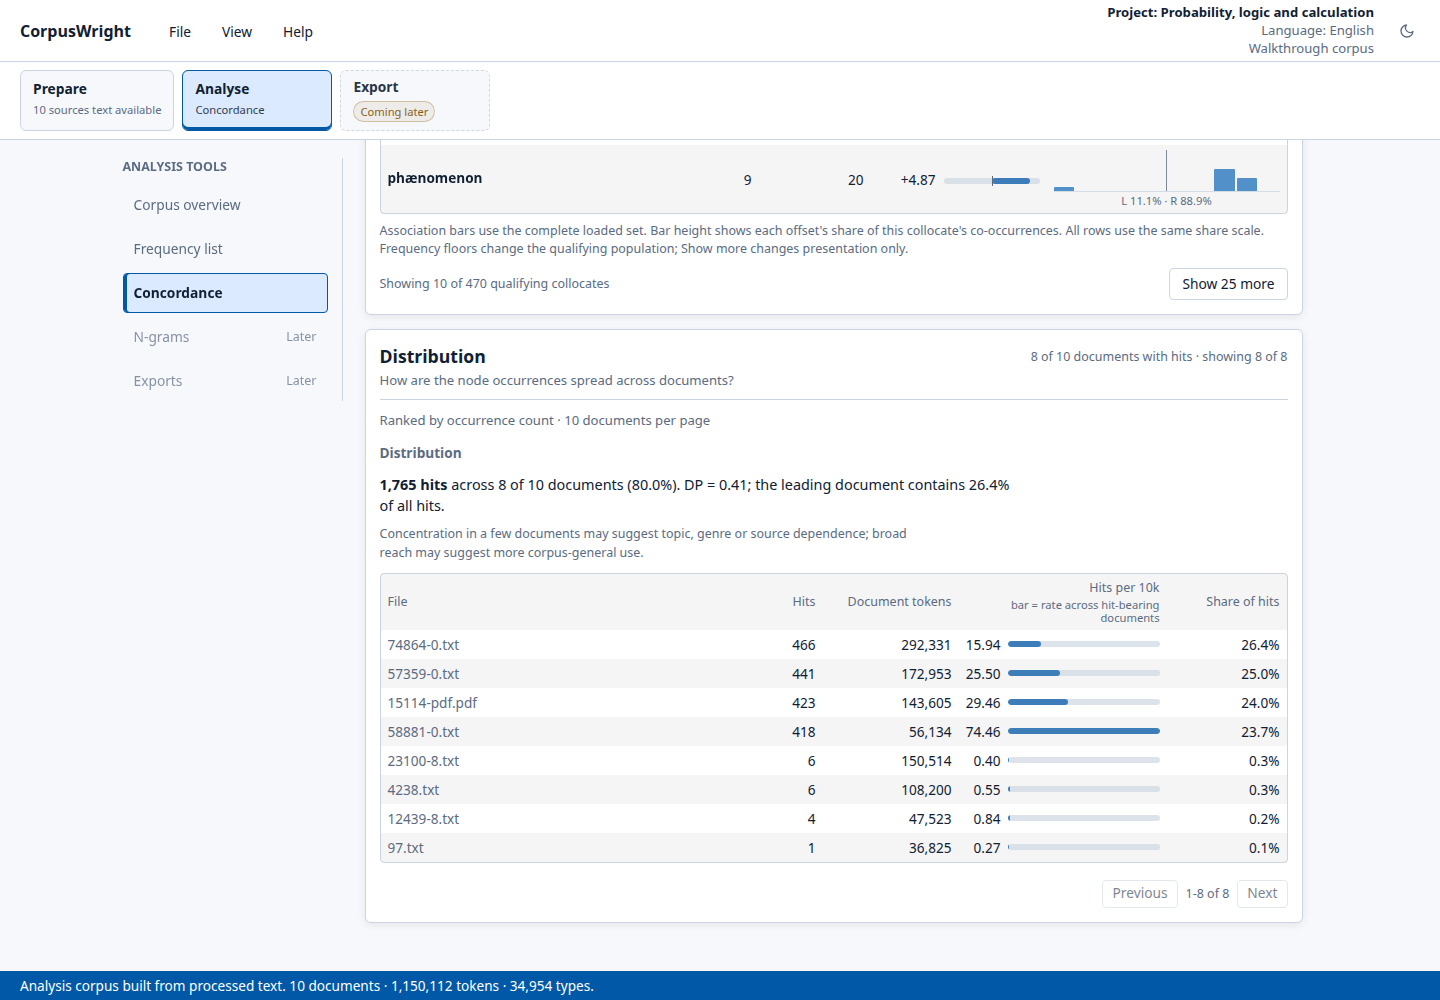 CorpusWright File View Help
Project: Probability, logic and calculation
Language: English
Walkthrough corpus
Prepare
10 sources text available
Analyse
Concordance
Export
Coming later
ANALYSIS TOOLS
Corpus overview
Frequency list
Concordance
N-grams Later
Exports Later
phænomenon 9 20 +4.87
L 11.1% · R 88.9%
Association bars use the complete loaded set. Bar height shows each offset's share of this collocate's co-occurrences. All rows use the same share scale.
Frequency floors change the qualifying population; Show more changes presentation only.
Showing 10 of 470 qualifying collocates Show 25 more
Distribution 8 of 10 documents with hits · showing 8 of 8
How are the node occurrences spread across documents?
Ranked by occurrence count · 10 documents per page
Distribution
1,765 hits across 8 of 10 documents (80.0%). DP = 0.41; the leading document contains 26.4%
of all hits.
Concentration in a few documents may suggest topic, genre or source dependence; broad
reach may suggest more corpus-general use.
File Hits Document tokens Hits per 10k bar = rate across hit-bearing documents Share of hits
74864-0.txt 466 292,331 15.94 26.4%
57359-0.txt 441 172,953 25.50 25.0%
15114-pdf.pdf 423 143,605 29.46 24.0%
58881-0.txt 418 56,134 74.46 23.7%
23100-8.txt 6 150,514 0.40 0.3%
4238.txt 6 108,200 0.55 0.3%
12439-8.txt 4 47,523 0.84 0.2%
97.txt 1 36,825 0.27 0.1%
Previous 1-8 of 8 Next
Analysis corpus built from processed text. 10 documents · 1,150,112 tokens · 34,954 types.